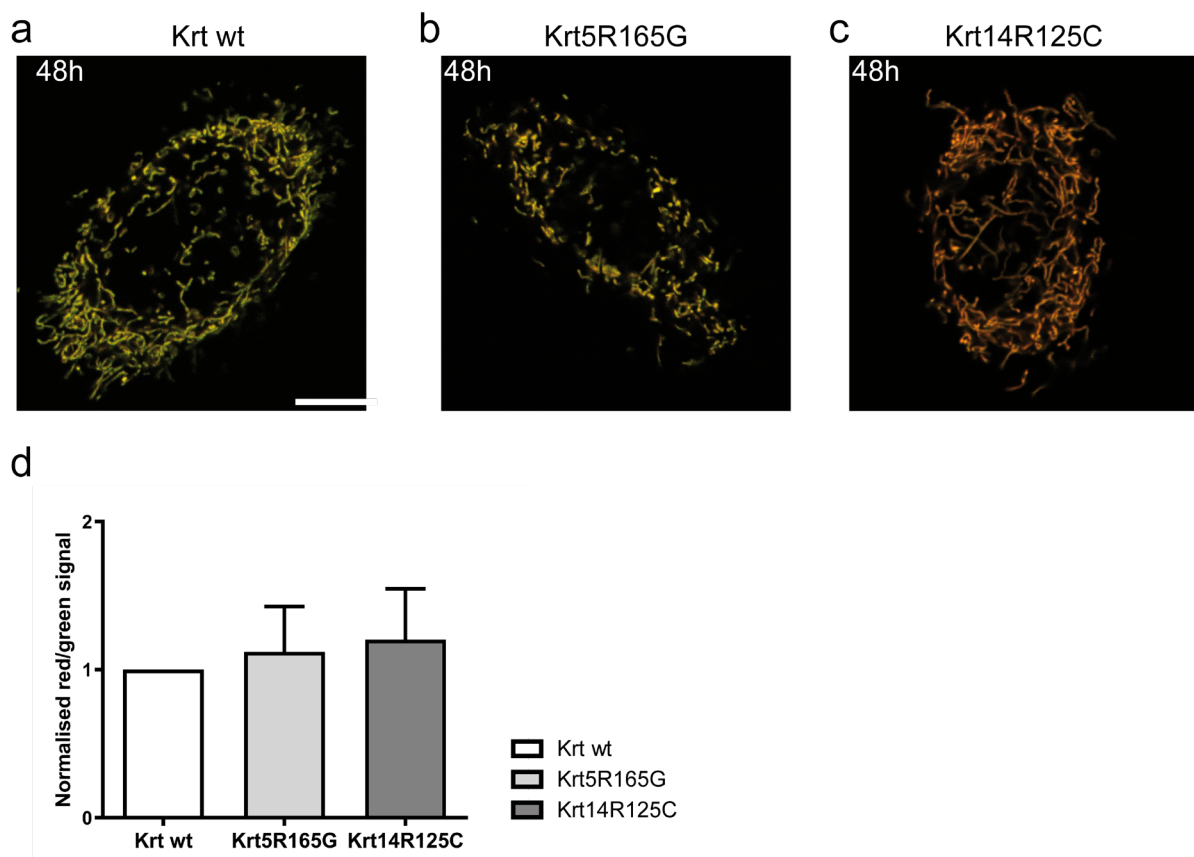 a
Krt wt
48h
b
Krt5R165G
48h
c
Krt14R125C
48h
d
Normalised red/green signal
2
1
0
Krt wt
Krt5R165G
Krt14R125C
Krt wt
Krt5R165G
Krt14R125C